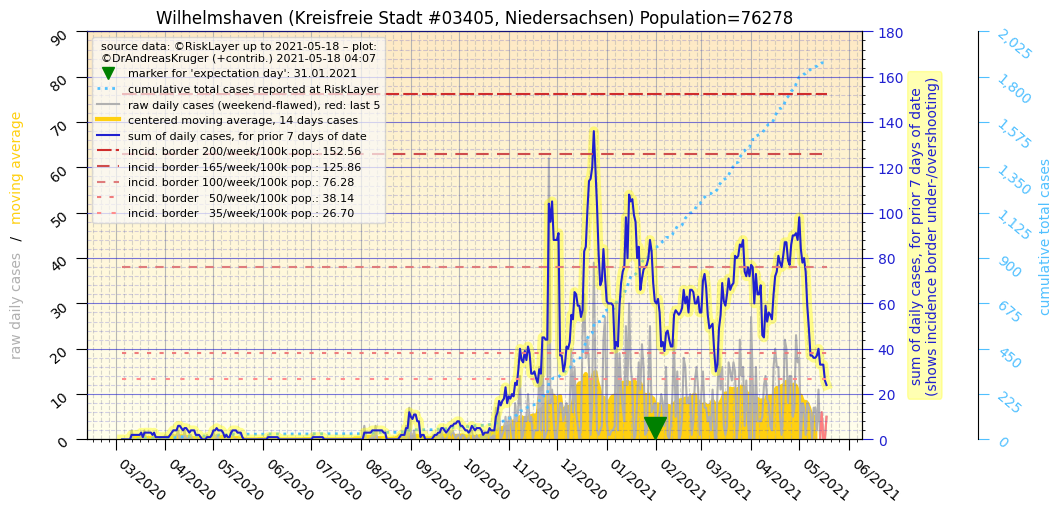 Wilhelmshaven (Kreisfreie Stadt #03405, Niedersachsen) Population=76278
source data: ©RiskLayer up to 2021-05-18 – plot:
©DrAndreasKruger (+contrib.) 2021-05-18 04:07
marker for 'expectation day': 31.01.2021
cumulative total cases reported at RiskLayer
raw daily cases (weekend-flawed), red: last 5
centered moving average, 14 days cases
sum of daily cases, for prior 7 days of date
incid. border 200/week/100k pop.: 152.56
incid. border 165/week/100k pop.: 125.86
incid. border 100/week/100k pop.: 76.28
incid. border   50/week/100k pop.: 38.14
incid. border   35/week/100k pop.: 26.70
raw daily cases / moving average
90
80
70
60
50
40
30
20
10
0
03/2020
04/2020
05/2020
06/2020
07/2020
08/2020
09/2020
10/2020
11/2020
12/2020
01/2021
02/2021
03/2021
04/2021
05/2021
06/2021
180
160
140
120
100
80
60
40
20
0
sum of daily cases, for prior 7 days of date
(shows incidence border under-/overshooting)
2,025
1,800
1,575
1,350
1,125
900
675
450
225
0
cumulative total cases